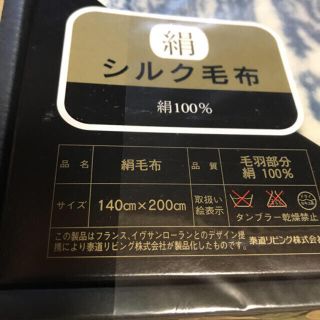 絹
シルク毛布
絹100%
品名 絹毛布 品質 毛羽部分 絹 100%
サイズ 140cm×200cm 取扱い絵表示 タンブラー乾燥禁止
この製品はフランス、イヴサンローランとのデザイン提
携により泰道リビング株式会社が製品化したものです。
泰道リビング株式会社